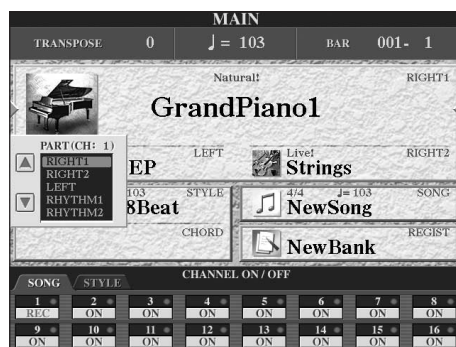 MAIN
TRANSPOSE 0 ♩= 103 BAR 001- 1
Natural! RIGHT1
GrandPiano1
PART(CH: 1)
RIGHT1
RIGHT2
LEFT
RHYTHM1
RHYTHM2
EP LEFT
Live! RIGHT2
Strings
103 STYLE
8Beat
4/4 ♩= 103 SONG
NewSong
CHORD
REGIST
NewBank
SONG STYLE CHANNEL ON / OFF
1 2 3 4 5 6 7 8
REC ON ON ON ON ON ON ON
9 10 11 12 13 14 15 16
ON ON ON ON ON ON ON ON